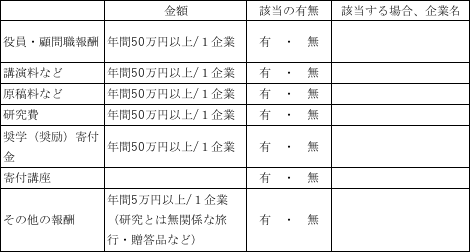 金額 該当の有無 該当する場合、企業名
役員・顧問職報酬 年間50万円以上/１企業 有 ・ 無
講演料など 年間50万円以上/１企業 有 ・ 無
原稿料など 年間50万円以上/１企業 有 ・ 無
研究費 年間50万円以上/１企業 有 ・ 無
奨学（奨励）寄付
金 年間50万円以上/１企業 有 ・ 無
寄付講座 有 ・ 無
その他の報酬 年間5万円以上/１企業
（研究とは無関係な旅 有 ・ 無
行・贈答品など）